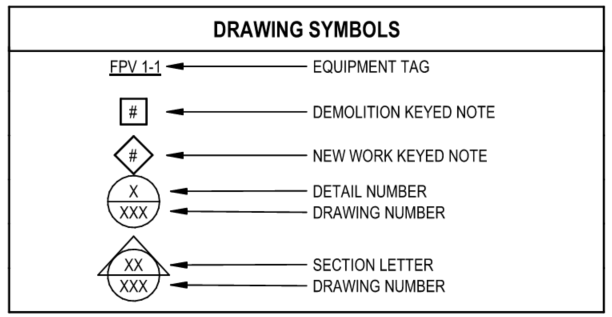 DRAWING SYMBOLS
FPV 1-1 EQUIPMENT TAG
# DEMOLITION KEYED NOTE
# NEW WORK KEYED NOTE
X DETAIL NUMBER
XXX DRAWING NUMBER
XX SECTION LETTER
XXX DRAWING NUMBER